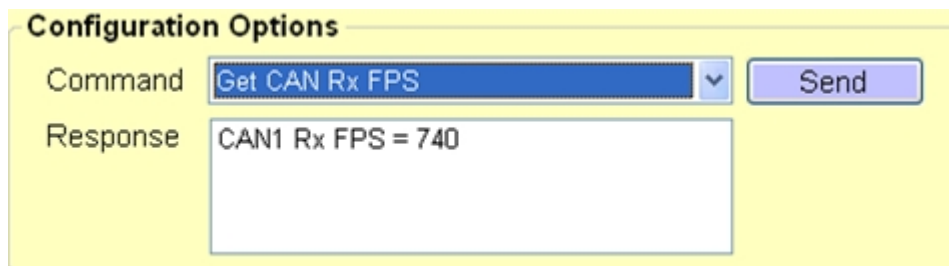 Configuration Options
Command Get CAN Rx FPS Send
Response CAN1 Rx FPS = 740